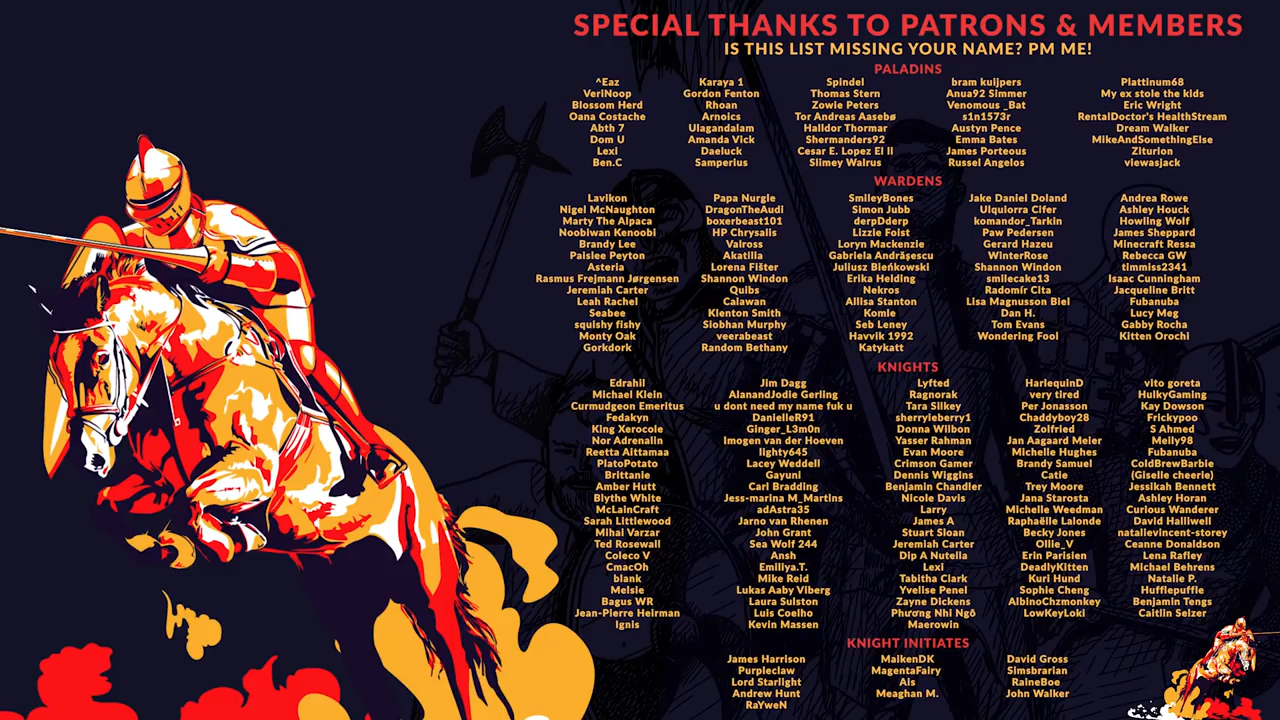 SPECIAL THANKS TO PATRONS & MEMBERS
IS THIS LIST MISSING YOUR NAME? PM ME!
PALADINS
^Eaz
VeriNoop
Blossom Herd
Oana Costache
Abth 7
Dom U
Lexi
Ben.C
Karaya 1
Gordon Fenton
Rhoan
Arnoics
Ulagandalam
Amanda Vick
Daeluck
Samperius
Spindel
Thomas Stern
Zowie Peters
Tor Andreas Aasebø
Halldor Thormar
Shermanders92
Cesar E. Lopez El II
Slimey Walrus
bram kuijpers
Anua92 Simmer
Venomous _Bat
s1n1573r
Austyn Pence
Emma Bates
James Porteous
Russel Angelos
Plattinum68
My ex stole the kids
Eric Wright
RentalDoctor's HealthStream
Dream Walker
MikeAndSomethingElse
Ziturion
viewasjack
WARDENS
Lavikon
Nigel McNaughton
Marty The Alpaca
Noobiwan Kenoobi
Brandy Lee
Paislee Peyton
Asteria
Rasmus Frejmann Jørgensen
Jeremiah Carter
Leah Rachel
Seabee
squishy fishy
Monty Oak
Gorkdork
Papa Nurgle
DragonTheAudi
boxerbeast101
HP Chrysalis
Valross
Akatilla
Lorena Fišter
Shannon Windon
Quibs
Calawan
Klenton Smith
Siobhan Murphy
veerabeast
Random Bethany
SmileyBones
Simon Jubb
derpDderp
Lizzie Foist
Loryn Mackenzie
Gabriela Andrășescu
Juliusz Bieńkowski
Erika Helding
Nekros
Allisa Stanton
Komie
Seb Leney
Havvik 1992
Katykatt
Jake Daniel Doland
Ulquiorra Cifer
komandor_Tarkin
Paw Pedersen
Gerard Hazeu
WinterRose
Shannon Windon
smilecake13
Radomír Cita
Lisa Magnusson Biel
Dan H.
Tom Evans
Wondering Fool
Andrea Rowe
Ashley Houck
Howling Wolf
James Sheppard
Minecraft Ressa
Rebecca GW
timmiss2341
Isaac Cunningham
Jacqueline Britt
Fubanuba
Lucy Meg
Gabby Rocha
Kitten Orochi
KNIGHTS
Edrahil
Michael Klein
Curmudgeon Emeritus
Fedakyn
King Xerocole
Nor Adrenalin
Reetta Aittamaa
PlatoPotato
Brittanie
Amber Hutt
Blythe White
McLainCraft
Sarah Littlewood
Mihai Varzar
Ted Rosewall
Coleco V
CmacOh
blank
Melsie
Bagus WR
Jean-Pierre Heirman
Ignis
Jim Dagg
AlanandJodie Gerling
u dont need my name fuk u
DanielleR91
Ginger_L3m0n
Imogen van der Hoeven
lighty645
Lacey Weddell
Gayuni
Carl Bradding
Jess-marina M_Martins
adAstra35
Jarno van Rhenen
John Grant
Sea Wolf 244
Ansh
Emiliya.T.
Mike Reid
Lukas Aaby Viberg
Laura Sulston
Luis Coelho
Kevin Massen
Lyfted
Ragnorak
Tara Silkey
sherryieberry1
Donna Wilbon
Yasser Rahman
Evan Moore
Crimson Gamer
Dennis Wiggins
Benjamin Chandler
Nicole Davis
Larry
James A
Stuart Sloan
Jeremiah Carter
Dip A Nutella
Lexi
Tabitha Clark
Yvelise Penel
Zayne Dickens
Phương Nhi Ngô
Maerowin
HarlequinD
very tired
Per Jonasson
Chaddyboy28
Zolfried
Jan Aagaard Meier
Michelle Hughes
Brandy Samuel
Catie
Trey Moore
Jana Starosta
Michelle Weedman
Raphaëlle Lalonde
Becky Jones
Ollie_V
Erin Parisien
DeadlyKitten
Kuri Hund
Sophie Cheng
AlbinoChzmonkey
LowKeyLoki
vito goreta
HulkyGaming
Kay Dowson
Frickypoo
S Ahmed
Meily98
Fubanuba
ColdBrewBarbie
(Giselle cheerie)
Jessikah Bennett
Ashley Horan
Curious Wanderer
David Halliwell
natalievincent-storey
Ceanne Donaldson
Lena Rafley
Michael Behrens
Natalie P.
Hufflepuffle
Benjamin Tengs
Caitlin Selzer
KNIGHT INITIATES
James Harrison
Purpleclaw
Lord Starlight
Andrew Hunt
RaYweN
MaikenDK
MagentaFairy
Als
Meaghan M.
David Gross
Simsbrarian
RaineBoe
John Walker